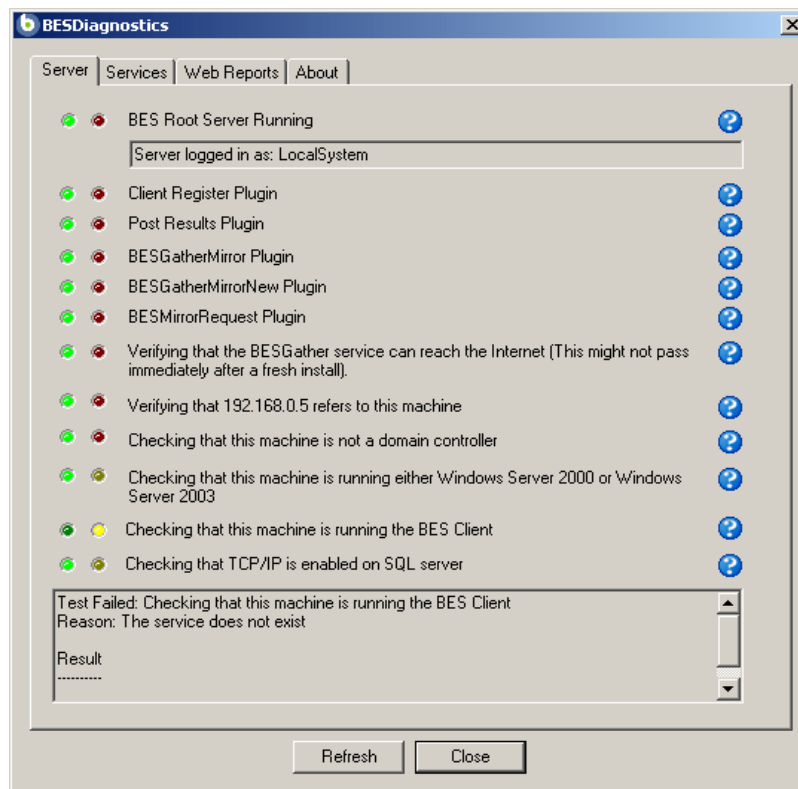 BESDiagnostics
Server
Services
Web Reports
About
BES Root Server Running
Server logged in as: LocalSystem
Client Register Plugin
Post Results Plugin
BESGatherMirror Plugin
BESGatherMirrorNew Plugin
BESMirrorRequest Plugin
Verifying that the BESGather service can reach the Internet (This might not pass
immediately after a fresh install).
Verifying that 192.168.0.5 refers to this machine
Checking that this machine is not a domain controller
Checking that this machine is running either Windows Server 2000 or Windows
Server 2003
Checking that this machine is running the BES Client
Checking that TCP/IP is enabled on SQL server
Test Failed: Checking that this machine is running the BES Client
Reason: The service does not exist
Result
----------
Refresh
Close